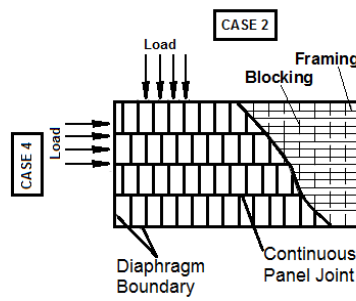 CASE 2
Load
Framing
Blocking
CASE 4
Load
Diaphragm
Boundary
Continuous
Panel Joint